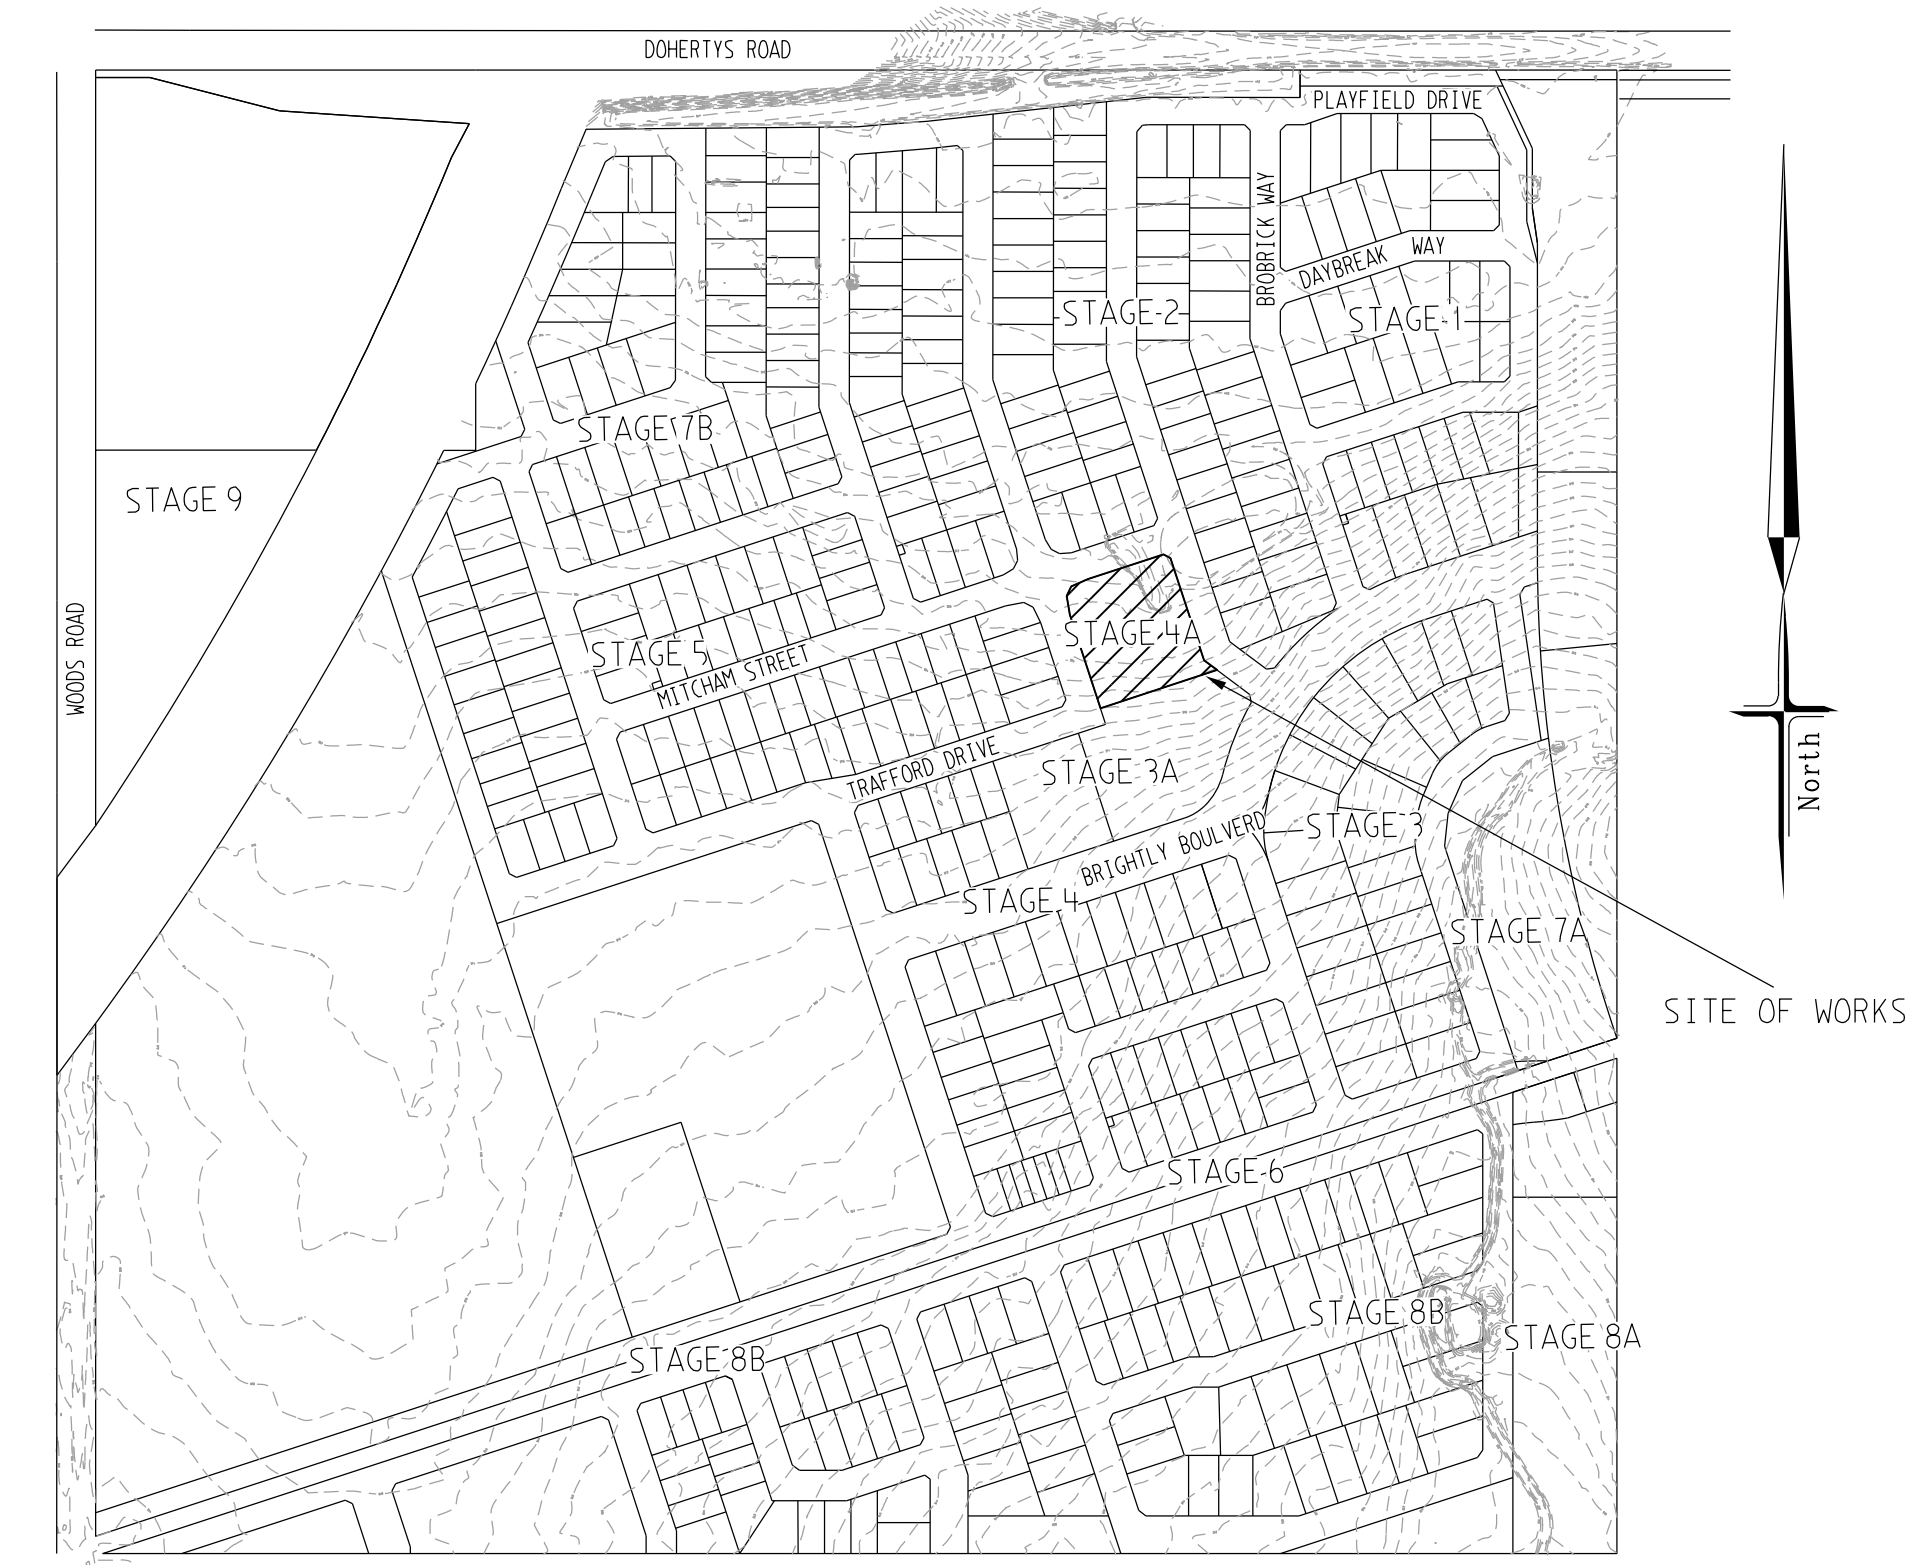 DOHERTYS ROAD
PLAYFIELD DRIVE
BROBRICK WAY
DAYBREAK WAY
STAGE 2
STAGE 1
STAGE 7B
STAGE 9
WOODS ROAD
STAGE 4A
STAGE 5
MITCHAM STREET
TRAFFORD DRIVE
STAGE 3A
North
BRIGHTLY BOULVERD
STAGE 3
STAGE 4
STAGE 7A
SITE OF WORKS
STAGE 6
STAGE 8B
STAGE 8A
STAGE 8B